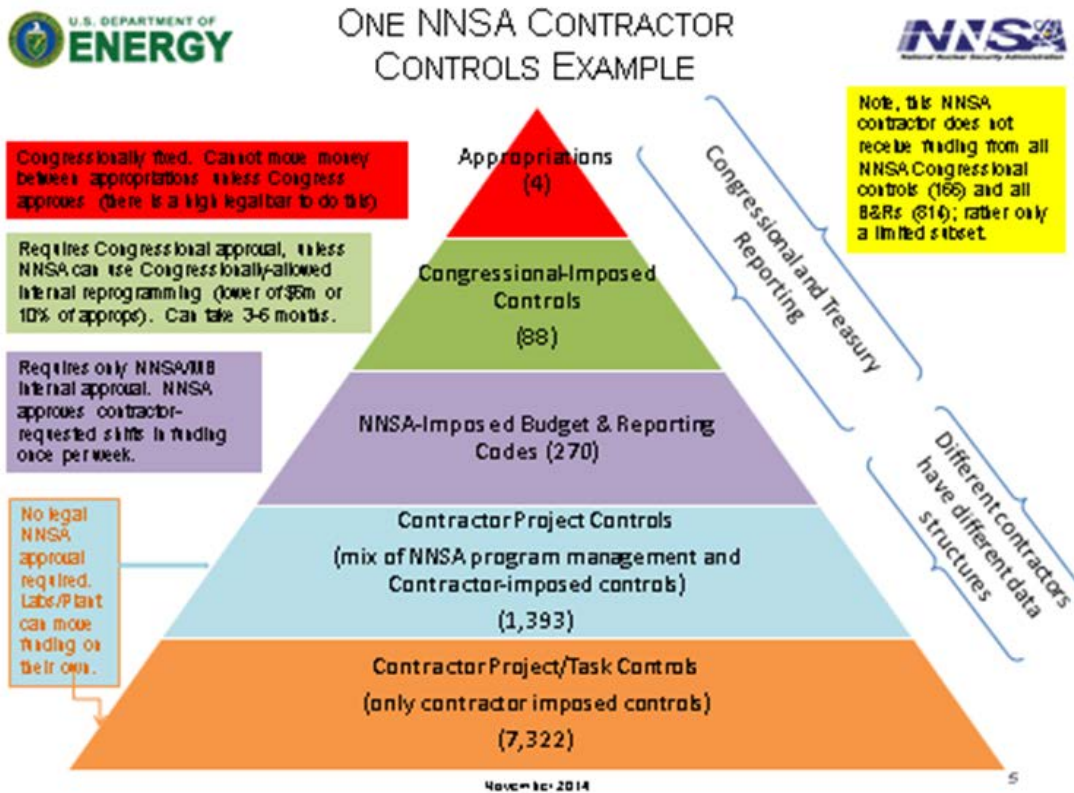 U.S. DEPARTMENT OF
ENERGY
ONE NNSA CONTRACTOR
CONTROLS EXAMPLE
NNSA
National Nuclear Security Administration
Note, this NNSA
contractor does not
receive funding from all
NNSA Congressional
controls (166) and all
B&Rs (814); rather only
a limited subset.
Congressionally fixed. Cannot move money
between appropriations unless Congress
approves (there is a high legal bar to do this)
Appropriations
(4)
Congressional and Treasury
Reporting
Requires Congressional approval, unless
NNSA can use Congressionally-allowed
internal reprogramming (lower of $5m or
10% of approps). Can take 3-6 months.
Congressional-Imposed
Controls
(88)
Requires only NNSA/MB
internal approval. NNSA
approves contractor-
requested shifts in funding
once per week.
NNSA-Imposed Budget & Reporting
Codes (270)
Different contractors
have different data
structures
No legal
NNSA
approval
required.
Labs/Plant
can move
funding on
their own.
Contractor Project Controls
(mix of NNSA program management and
Contractor-imposed controls)
(1,393)
Contractor Project/Task Controls
(only contractor imposed controls)
(7,322)
November 2014
5